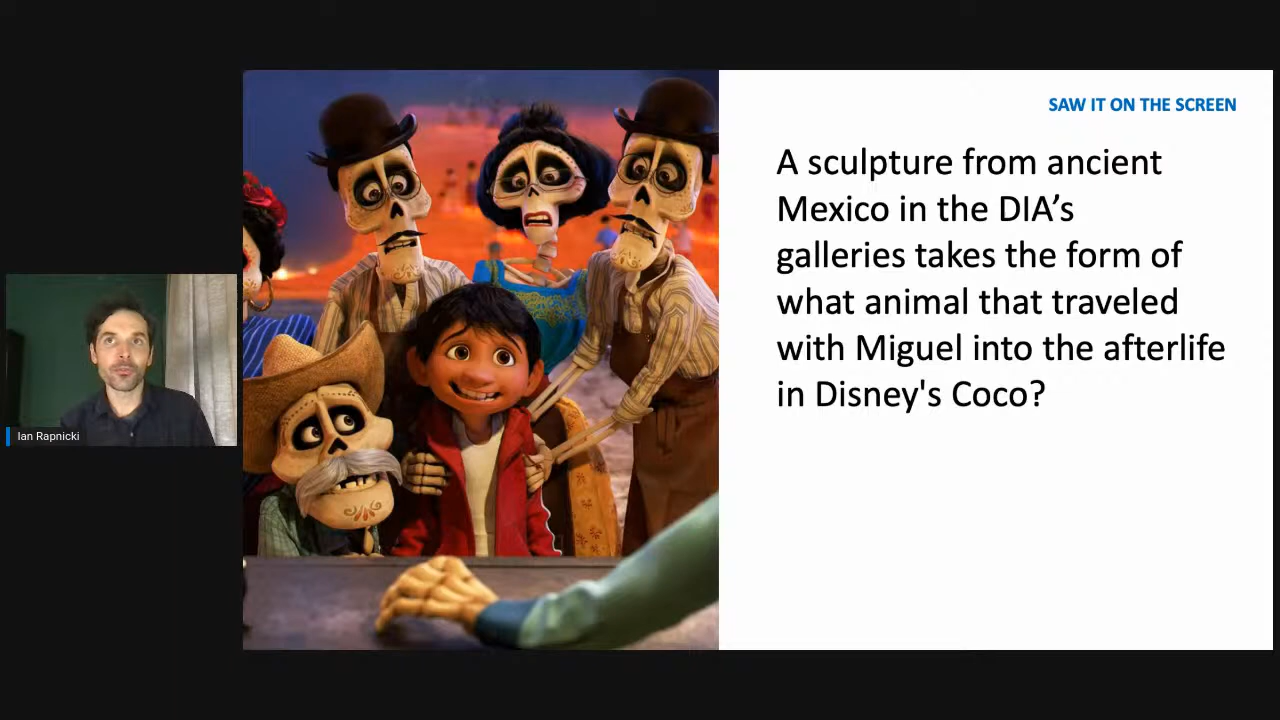 SAW IT ON THE SCREEN
A sculpture from ancient
Mexico in the DIA’s
galleries takes the form of
what animal that traveled
with Miguel into the afterlife
in Disney's Coco?
Ian Rapnicki